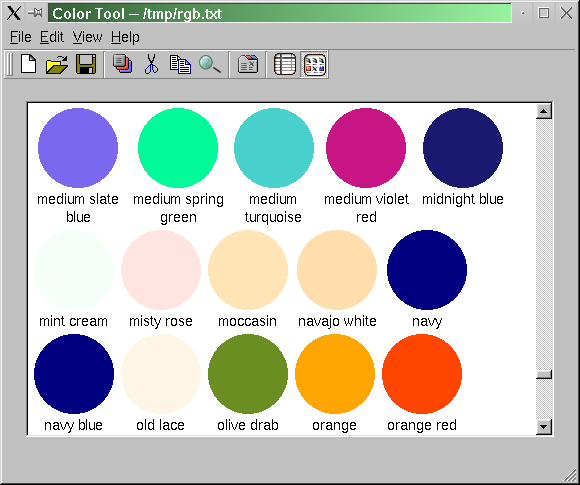 Color Tool – /tmp/rgb.txt
File Edit View Help
medium slate blue
medium spring green
medium turquoise
medium violet red
midnight blue
mint cream
misty rose
moccasin
navajo white
navy
navy blue
old lace
olive drab
orange
orange red